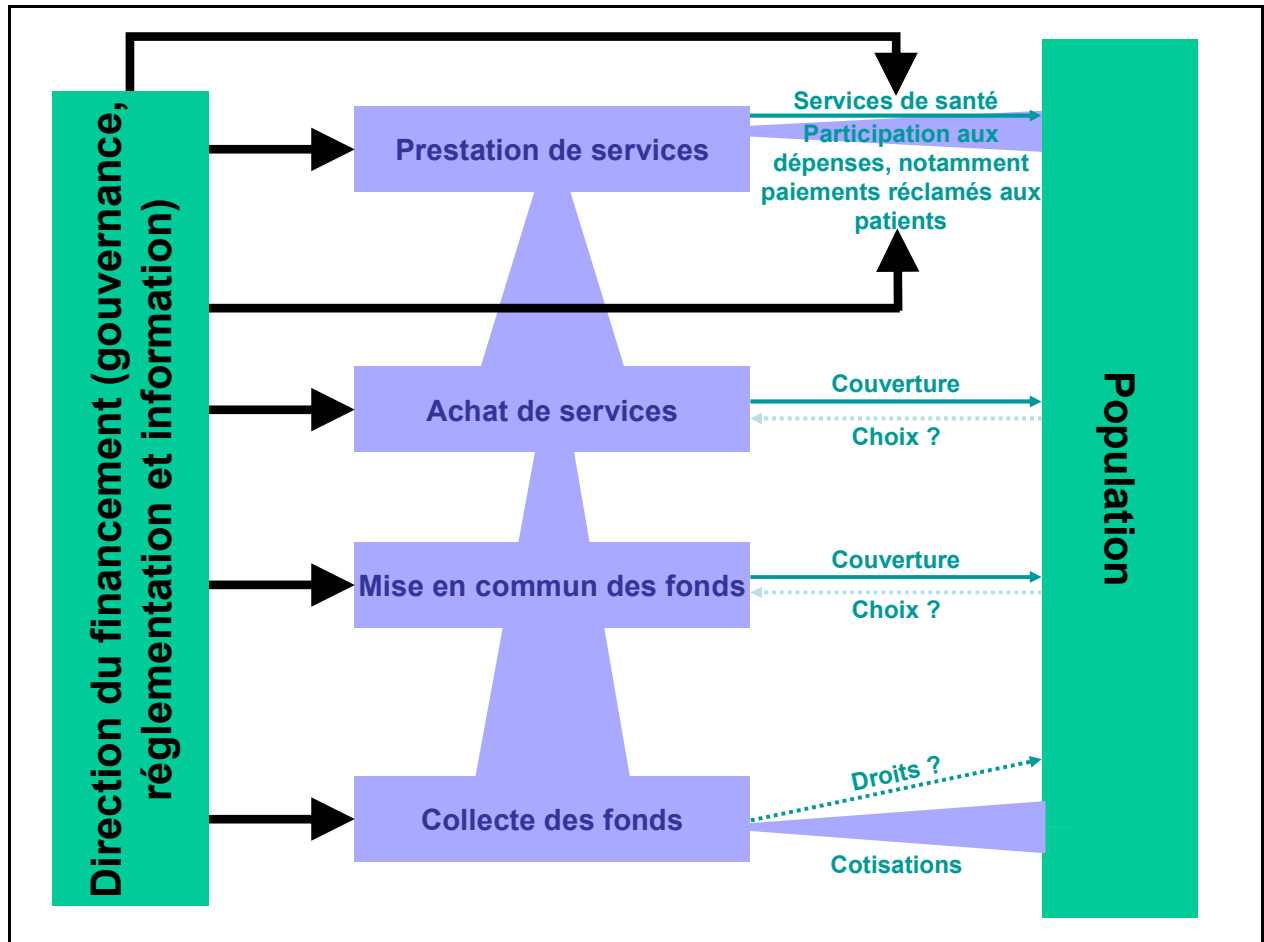 Direction du financement (gouvernance,
réglementation et information)
Prestation de services
Services de santé
Participation aux
dépenses, notamment
paiements réclamés aux
patients
Achat de services
Couverture
Choix ?
Mise en commun des fonds
Couverture
Choix ?
Collecte des fonds
Droits ?
Cotisations
Population